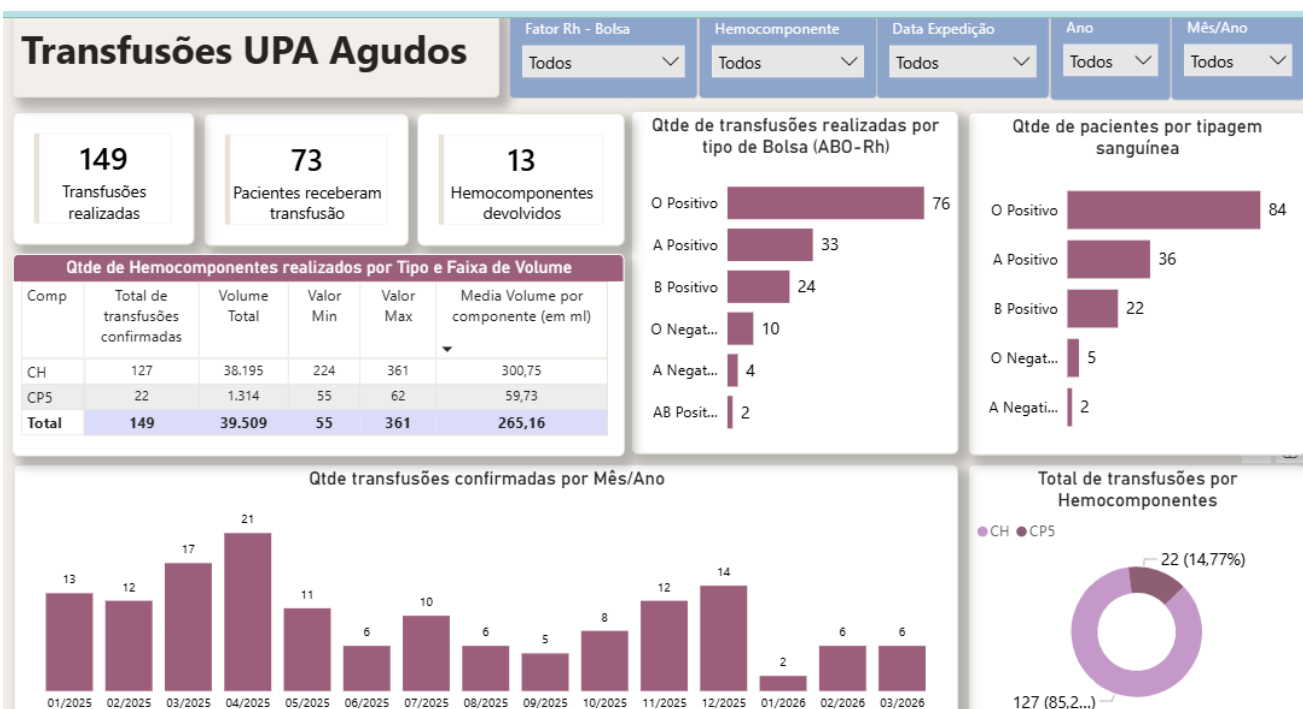 Transfusões UPA Agudos
Fator Rh - Bolsa
Todos
Hemocomponente
Todos
Data Expedição
Todos
Ano
Todos
Mês/Ano
Todos
149
Transfusões
realizadas
73
Pacientes receberam
transfusão
13
Hemocomponentes
devolvidos
Qtde de Hemocomponentes realizados por Tipo e Faixa de Volume
Comp Total de transfusões confirmadas Volume Total Valor Min Valor Max Media Volume por componente (em ml)
CH 127 38.195 224 361 300,75
CP5 22 1.314 55 62 59,73
Total 149 39.509 55 361 265,16
Qtde de transfusões realizadas por
tipo de Bolsa (ABO-Rh)
O Positivo 76
A Positivo 33
B Positivo 24
O Negat... 10
A Negat... 4
AB Posit... 2
Qtde de pacientes por tipagem
sanguínea
O Positivo 84
A Positivo 36
B Positivo 22
O Negat... 5
A Negati... 2
Qtde transfusões confirmadas por Mês/Ano
13 12 17 21 11 6 10 6 5 8 12 14 2 6 6
01/2025 02/2025 03/2025 04/2025 05/2025 06/2025 07/2025 08/2025 09/2025 10/2025 11/2025 12/2025 01/2026 02/2026 03/2026
Total de transfusões por
Hemocomponentes
CH CP5
22 (14,77%)
127 (85,2...)